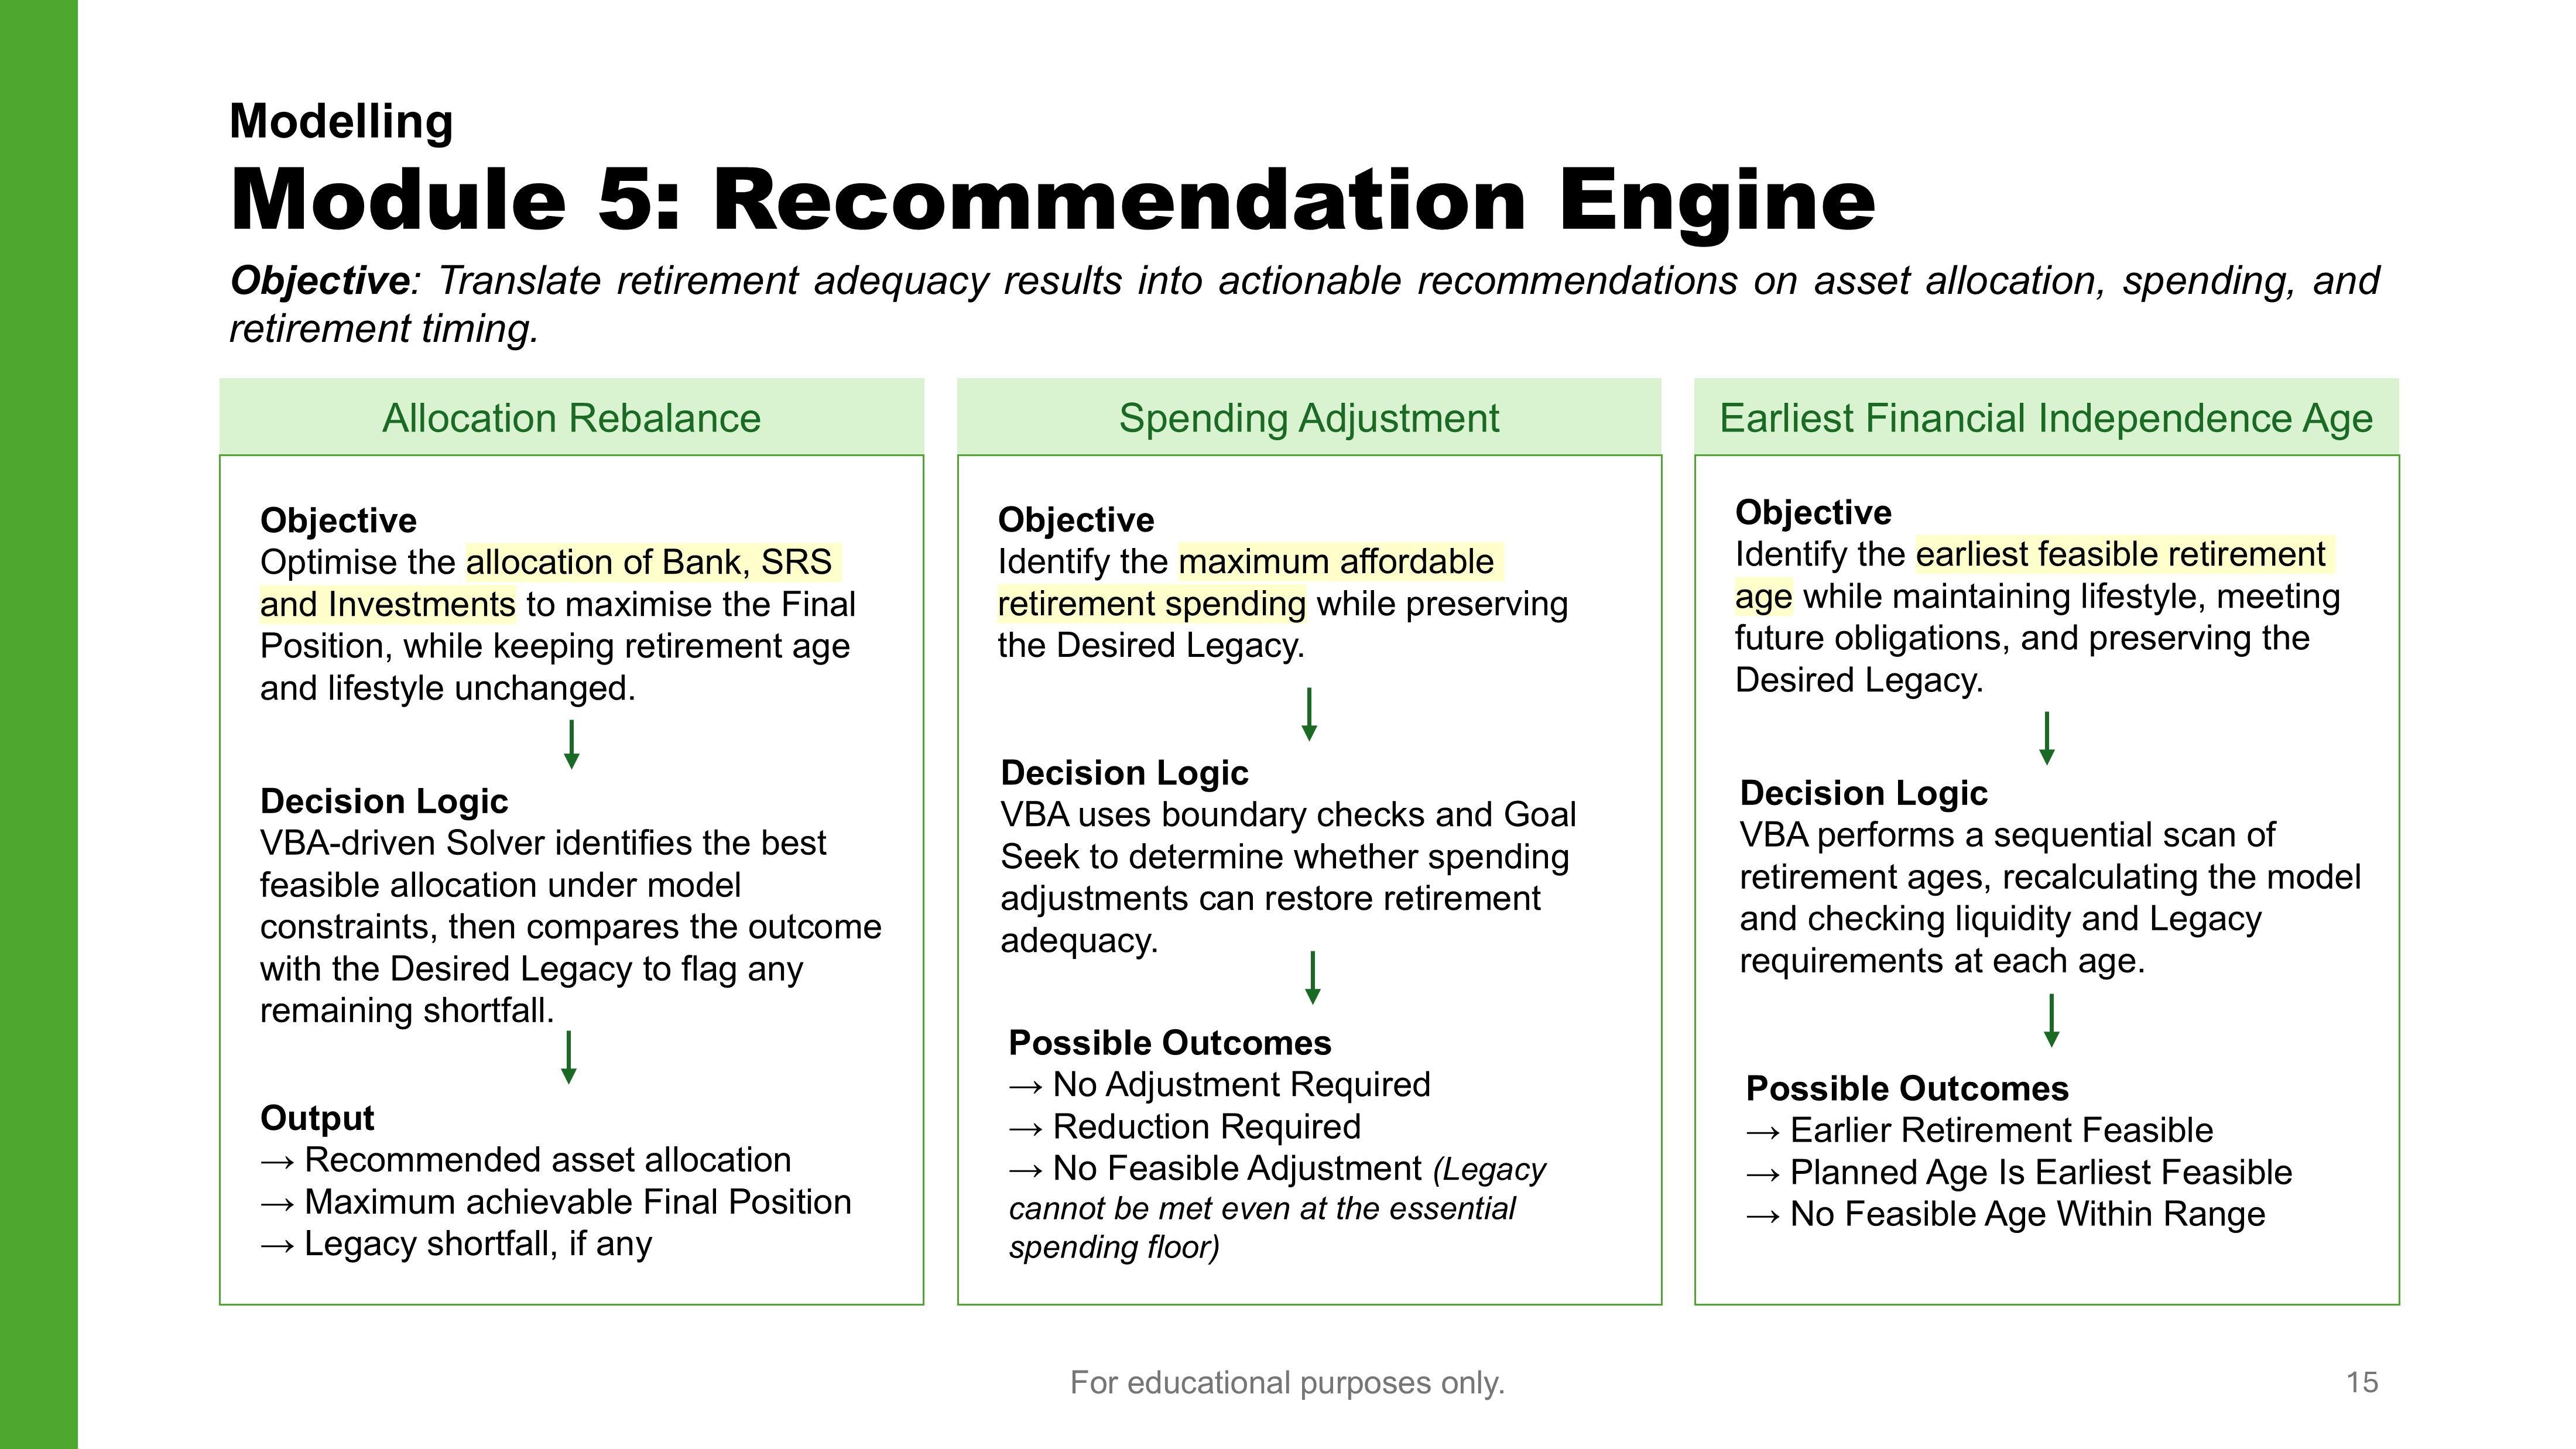 Modelling
Module 5: Recommendation Engine
Objective: Translate retirement adequacy results into actionable recommendations on asset allocation, spending, and
retirement timing.
Allocation Rebalance
Objective
Optimise the allocation of Bank, SRS
and Investments to maximise the Final
Position, while keeping retirement age
and lifestyle unchanged.
Decision Logic
VBA-driven Solver identifies the best
feasible allocation under model
constraints, then compares the outcome
with the Desired Legacy to flag any
remaining shortfall.
Output
→ Recommended asset allocation
→ Maximum achievable Final Position
→ Legacy shortfall, if any
Spending Adjustment
Objective
Identify the maximum affordable
retirement spending while preserving
the Desired Legacy.
Decision Logic
VBA uses boundary checks and Goal
Seek to determine whether spending
adjustments can restore retirement
adequacy.
Possible Outcomes
→ No Adjustment Required
→ Reduction Required
→ No Feasible Adjustment (Legacy
cannot be met even at the essential
spending floor)
Earliest Financial Independence Age
Objective
Identify the earliest feasible retirement
age while maintaining lifestyle, meeting
future obligations, and preserving the
Desired Legacy.
Decision Logic
VBA performs a sequential scan of
retirement ages, recalculating the model
and checking liquidity and Legacy
requirements at each age.
Possible Outcomes
→ Earlier Retirement Feasible
→ Planned Age Is Earliest Feasible
→ No Feasible Age Within Range
For educational purposes only.
15